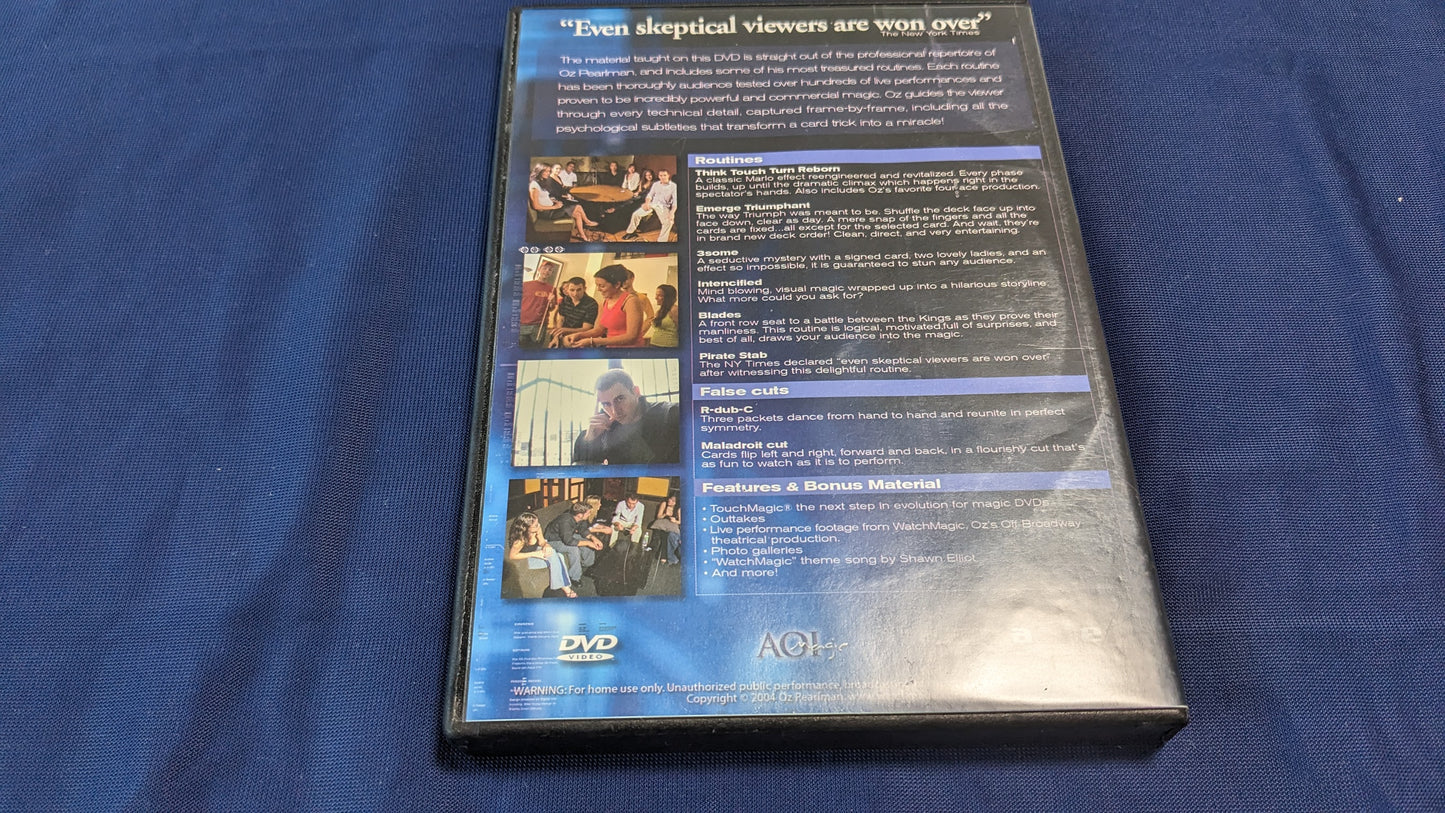 “Even skeptical viewers are won over”
The New York Times
The material taught on this DVD is straight out of the professional repertoire of
Oz Pearlman, and includes some of his most treasured routines. Each routine
has been thoroughly audience tested over hundreds of live performances and
proven to be incredibly powerful and commercial magic. Oz guides the viewer
through every technical detail, captured frame-by-frame, including all the
psychological subtleties that transform a card trick into a miracle!
Routines
Think Touch Turn Reborn
A classic Marlo effect reengineered and revitalized. Every phase
builds, up until the dramatic climax which happens right in the
spectator's hands. Also includes Oz's favorite four ace production.
Emerge Triumphant
The way Triumph was meant to be. Shuffle the deck face up into
face down, clear as day. A mere snap of the fingers and all the
cards are fixed...all except for the selected card. And wait, they're
in brand new deck order! Clean, direct, and very entertaining.
3some
A seductive mystery with a signed card, two lovely ladies, and an
effect so impossible, it is guaranteed to stun any audience.
Intencified
Mind blowing, visual magic wrapped up into a hilarious storyline.
What more could you ask for?
Blades
A front row seat to a battle between the Kings as they prove their
manliness. This routine is logical, motivated,full of surprises, and
best of all, draws your audience into the magic.
Pirate Stab
The NY Times declared "even skeptical viewers are won over"
after witnessing this delightful routine.
False cuts
R-dub-C
Three packets dance from hand to hand and reunite in perfect
symmetry.
Maladroit cut
Cards flip left and right, forward and back, in a flourishy cut that's
as fun to watch as it is to perform.
Features & Bonus Material
• TouchMagic® the next step in evolution for magic DVDs
• Outtakes
• Live performance footage from WatchMagic, Oz's Off-Broadway
theatrical production.
• Photo galleries
• "WatchMagic" theme song by Shawn Elliot
• And more!
DVD
VIDEO
AOI magic
WARNING: For home use only. Unauthorized public performance,
Copyright © 2004 Oz Pearlman.